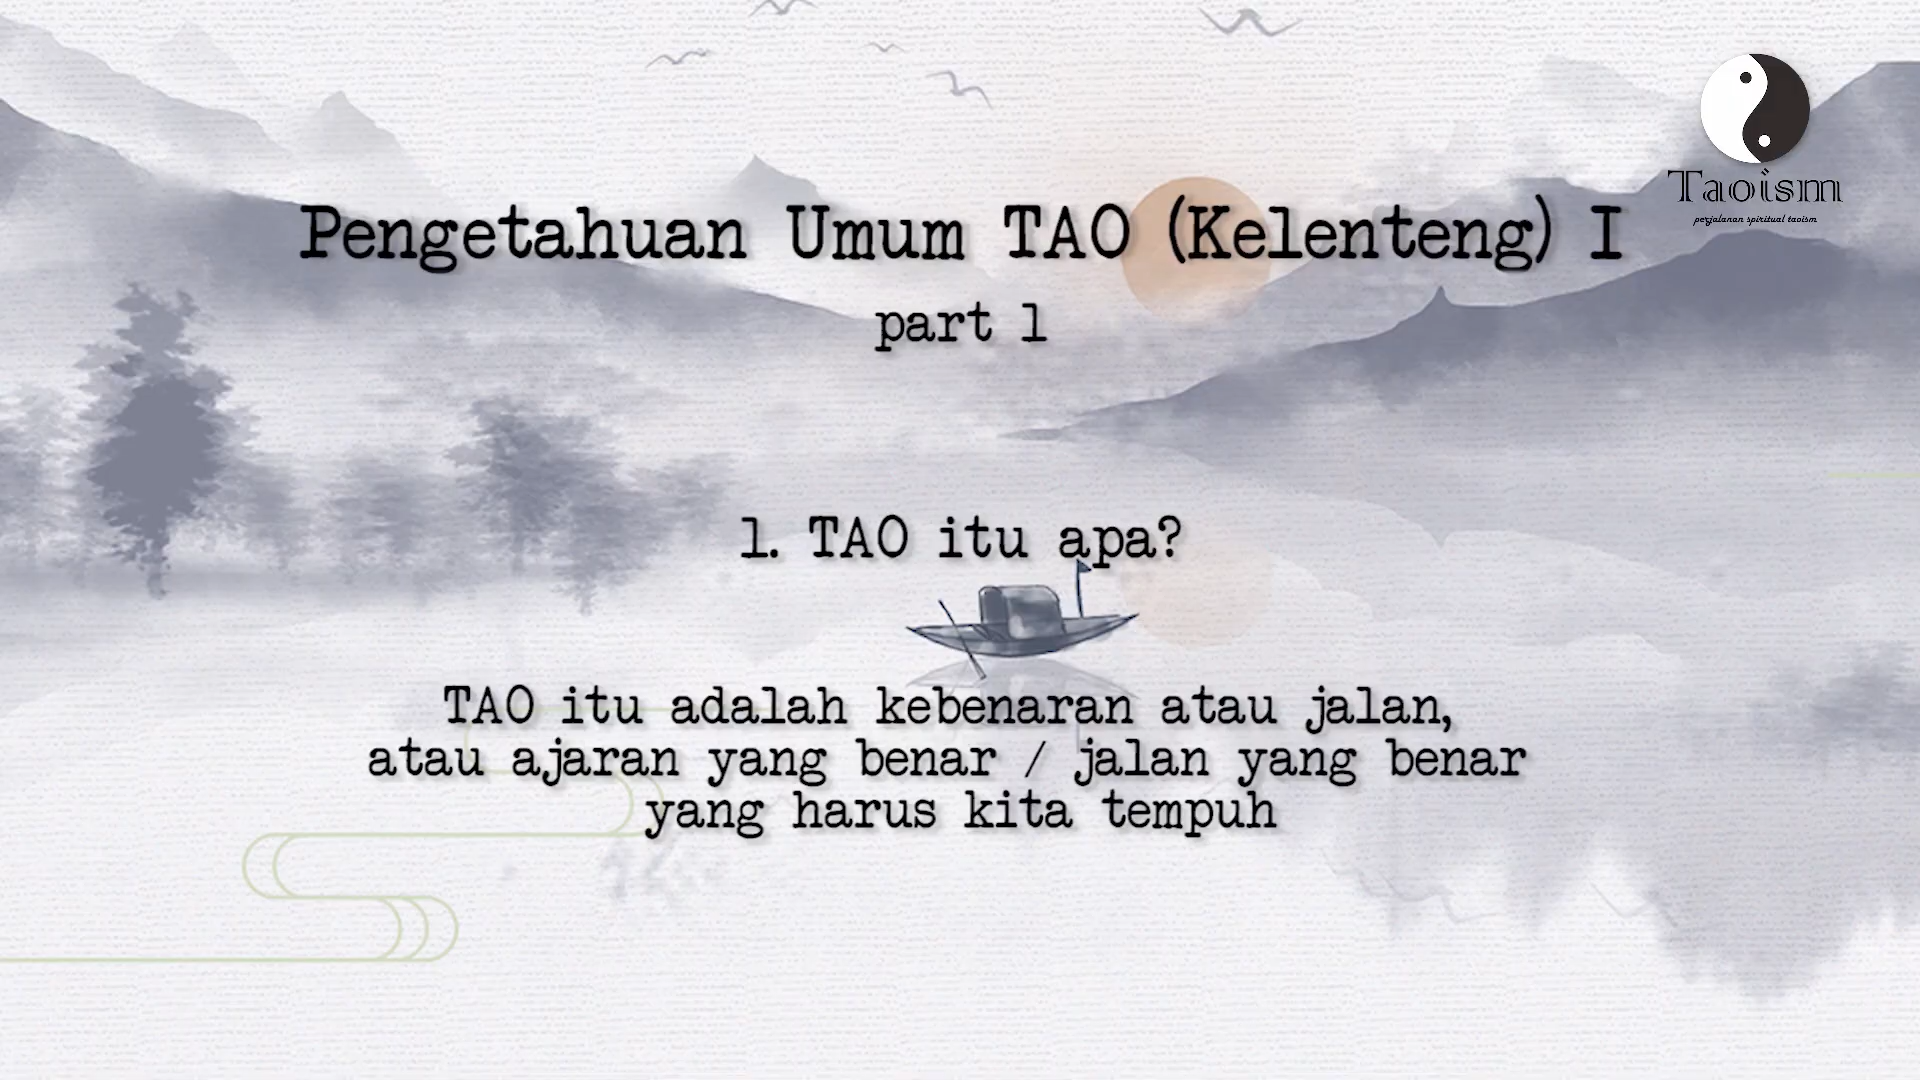 Taoism
perjalanan spiritual taoism
Pengetahuan Umum TAO (Kelenteng) I
part 1
1. TAO itu apa?
TAO itu adalah kebenaran atau jalan,
atau ajaran yang benar / jalan yang benar
yang harus kita tempuh